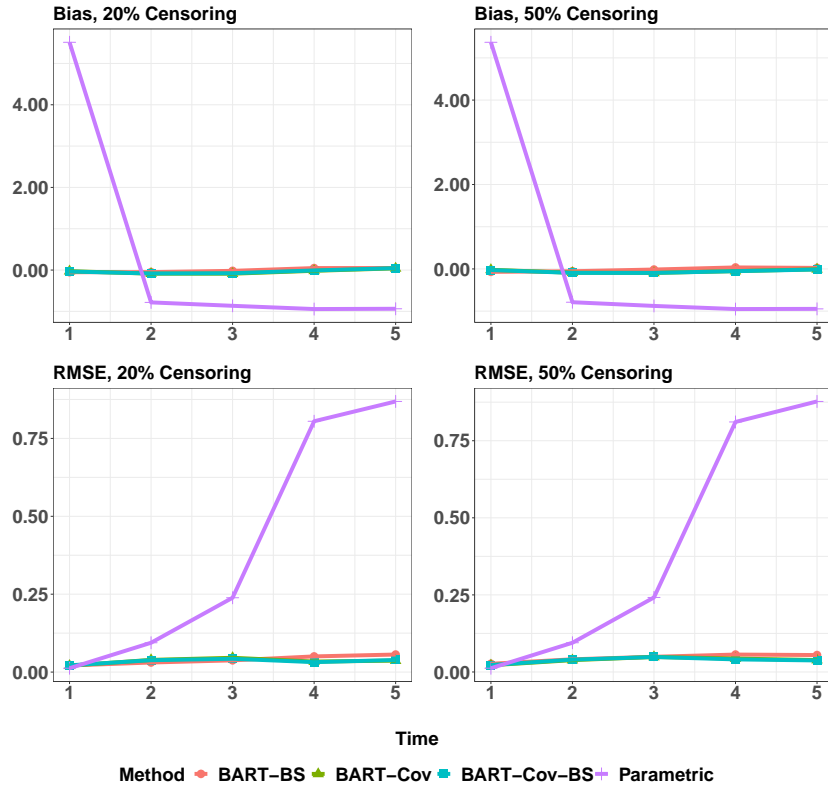 Bias, 20% Censoring
4.00
2.00
0.00
1 2 3 4 5
Bias, 50% Censoring
4.00
2.00
0.00
1 2 3 4 5
RMSE, 20% Censoring
0.75
0.50
0.25
0.00
1 2 3 4 5
RMSE, 50% Censoring
0.75
0.50
0.25
0.00
1 2 3 4 5
Time
Method BART−BS BART−Cov BART−Cov−BS Parametric